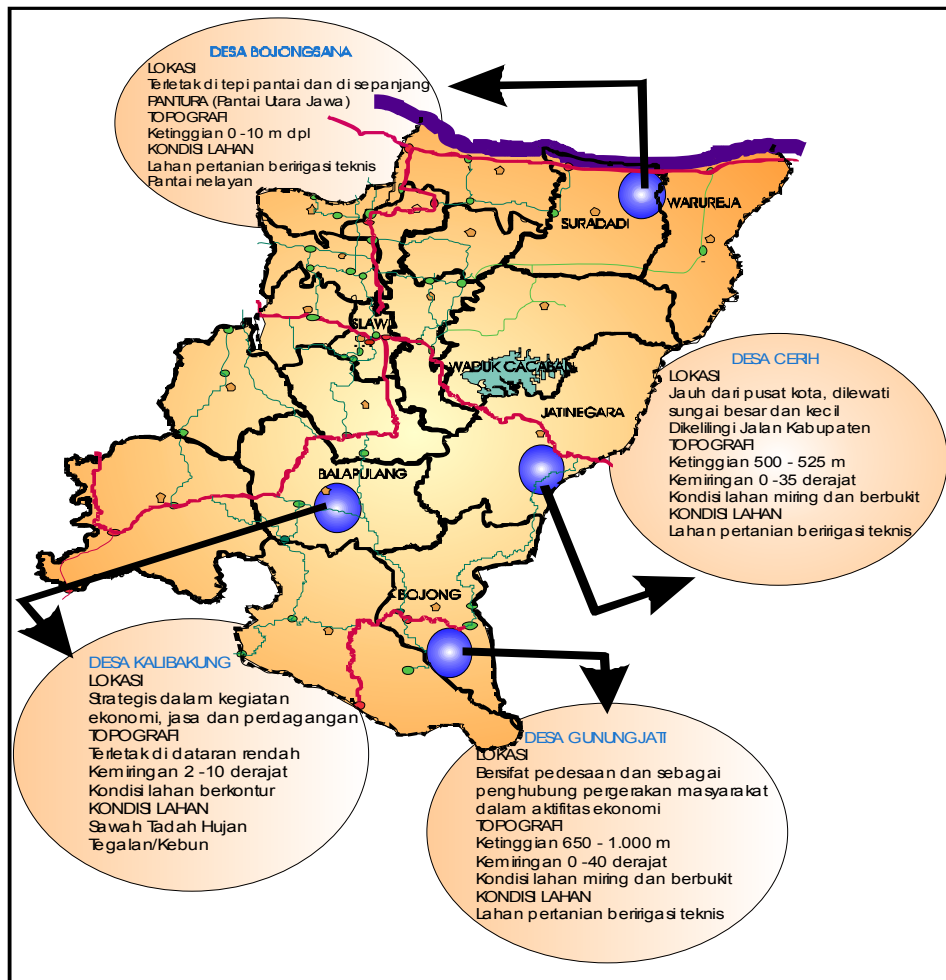 DESA BOJONGSANA
LOKASI
Terletak di tepi pantai dan di sepanjang
PANTURA (Pantai Utara Jawa)
TOPOGRAFI
Ketinggian 0 -10 m dpl
KONDISI LAHAN
Lahan pertanian beririgasi teknis
Pantai nelayan
SURADADI
WARUREJA
SLAWI
WADUK CACABAN
JATINEGARA
BALAPULANG
BOJONG
DESA CERIH
LOKASI
Jauh dari pusat kota, dilewati
sungai besar dan kecil
Dikelilingi Jalan Kabupaten
TOPOGRAFI
Ketinggian 500 - 525 m
Kemiringan 0 -35 derajat
Kondisi lahan miring dan berbukit
KONDISI LAHAN
Lahan pertanian beririgasi teknis
DESA KALIBAKUNG
LOKASI
Strategis dalam kegiatan
ekonomi, jasa dan perdagangan
TOPOGRAFI
Terletak di dataran rendah
Kemiringan 2 -10 derajat
Kondisi lahan berkontur
KONDISI LAHAN
Sawah Tadah Hujan
Tegalan/Kebun
DESA GUNUNGJATI
LOKASI
Bersifat pedesaan dan sebagai
penghubung pergerakan masyarakat
dalam aktifitas ekonomi
TOPOGRAFI
Ketinggian 650 - 1.000 m
Kemiringan 0 -40 derajat
Kondisi lahan miring dan berbukit
KONDISI LAHAN
Lahan pertanian beririgasi teknis